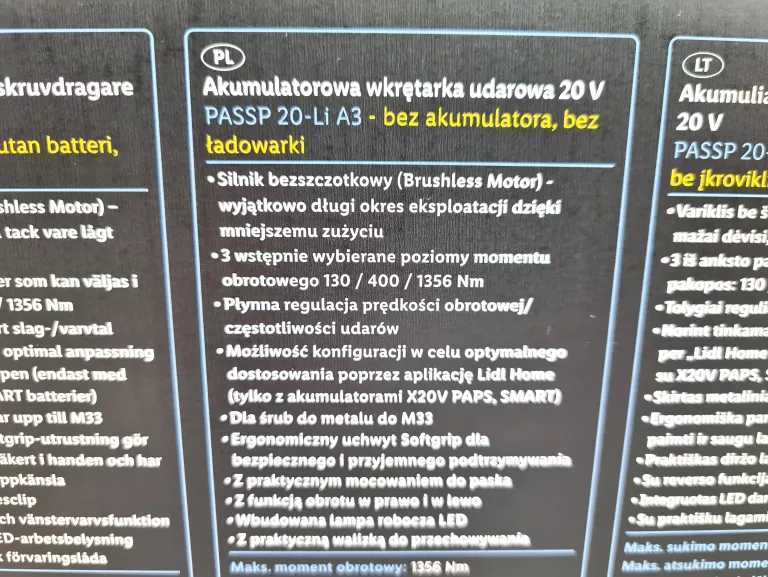 skruvdragare
utan batteri,
shless Motor) –
tack vare lågt
er som kan väljas i
/ 1356 Nm
rt slag-/varvtal
optimal anpassning
pen (endast med
ART batterier)
ar upp till M33
tgrip-utrustning gör
äkert i handen och har
ppkänsla
esclip
ch vänstervarvsfunktion
ED-arbetsbelysning
k förvaringslåda
PL
Akumulatorowa wkrętarka udarowa 20 V
PASSP 20-Li A3 - bez akumulatora, bez
ładowarki
•Silnik bezszczotkowy (Brushless Motor) -
wyjątkowo długi okres eksploatacji dzięki
mniejszemu zużyciu
•3 wstępnie wybierane poziomy momentu
obrotowego 130 / 400 / 1356 Nm
•Płynna regulacja prędkości obrotowej/
częstotliwości udarów
•Możliwość konfiguracji w celu optymalnego
dostosowania poprzez aplikację Lidl Home
(tylko z akumulatorami X20V PAPS, SMART)
•Dla śrub do metalu do M33
•Ergonomiczny uchwyt Softgrip dla
bezpiecznego i przyjemnego podtrzymywania
•Z praktycznym mocowaniem do paska
•Z funkcją obrotu w prawo i w lewo
•Wbudowana lampa robocza LED
•Z praktyczną walizką do przechowywania
Maks. moment obrotowy: 1356 Nm
LT
Akumulia
20 V
PASSP 20-
be įkrovikl
•Variklis be š
mažai dėvisi,
•3 iš anksto pa
pakopos: 130
•Tolygiai reguli
•Norint tinkama
per „Lidl Home
su X20V PAPS, S
•Skirtas metalinia
•Ergonomiška par
paimti ir saugu la
•Praktiškas diržo la
•Su reverso funkcija
•Integruotas LED dar
•Su praktišku lagami
Maks. sukimo momen
Maks. atsukimo mome